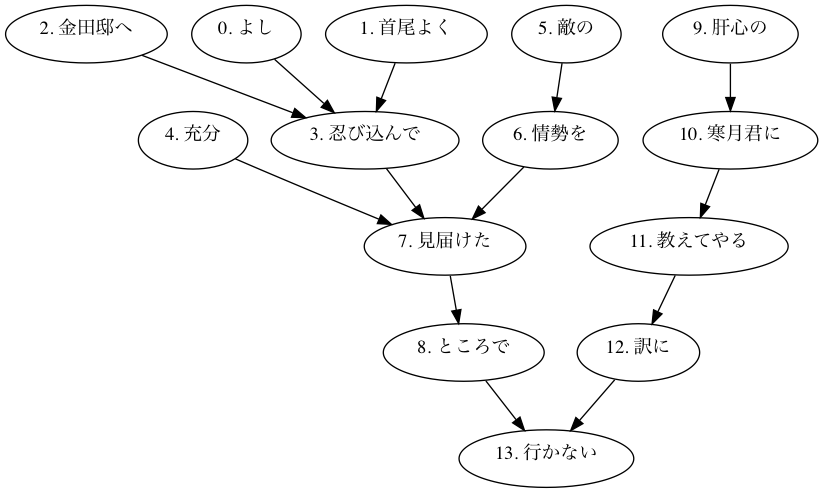 2. 金田邸へ
0. よし
1. 首尾よく
5. 敵の
9. 肝心の
4. 充分
3. 忍び込んで
6. 情勢を
10. 寒月君に
7. 見届けた
11. 教えてやる
8. ところで
12. 訳に
13. 行かない